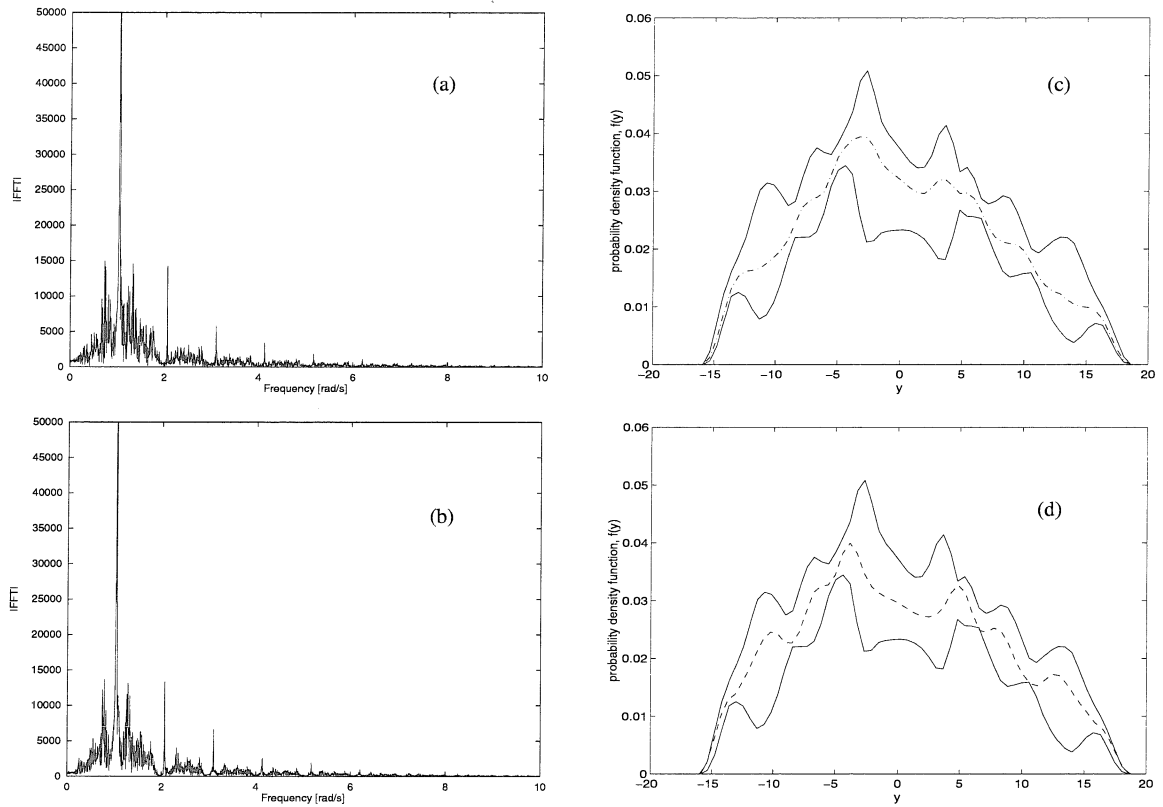 50000
45000
40000
35000
30000
25000
20000
15000
10000
5000
0
|FFT|
0 2 4 6 8 10
Frequency [rad/s]
(a)
0.06
0.05
0.04
0.03
0.02
0.01
0
probability density function, f(y)
−20 −15 −10 −5 0 5 10 15 20
y
(c)
50000
45000
40000
35000
30000
25000
20000
15000
10000
5000
0
|FFT|
0 2 4 6 8 10
Frequency [rad/s]
(b)
0.06
0.05
0.04
0.03
0.02
0.01
0
probability density function, f(y)
−20 −15 −10 −5 0 5 10 15 20
y
(d)